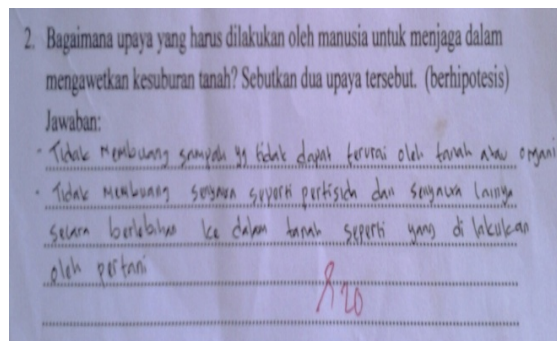 2. Bagaimana upaya yang harus dilakukan oleh manusia untuk menjaga dalam
mengawetkan kesuburan tanah? Sebutkan dua upaya tersebut. (berhipotesis)
Jawaban:
- Tidak Membuang sampah yg tidak dapat terurai oleh tanah atau organi
- Tidak Membuang senyawa seperti pertisida dan senyawa lainnya
secara berlebihan ke dalam tanah seperti yang di lakukan
oleh pertani
20